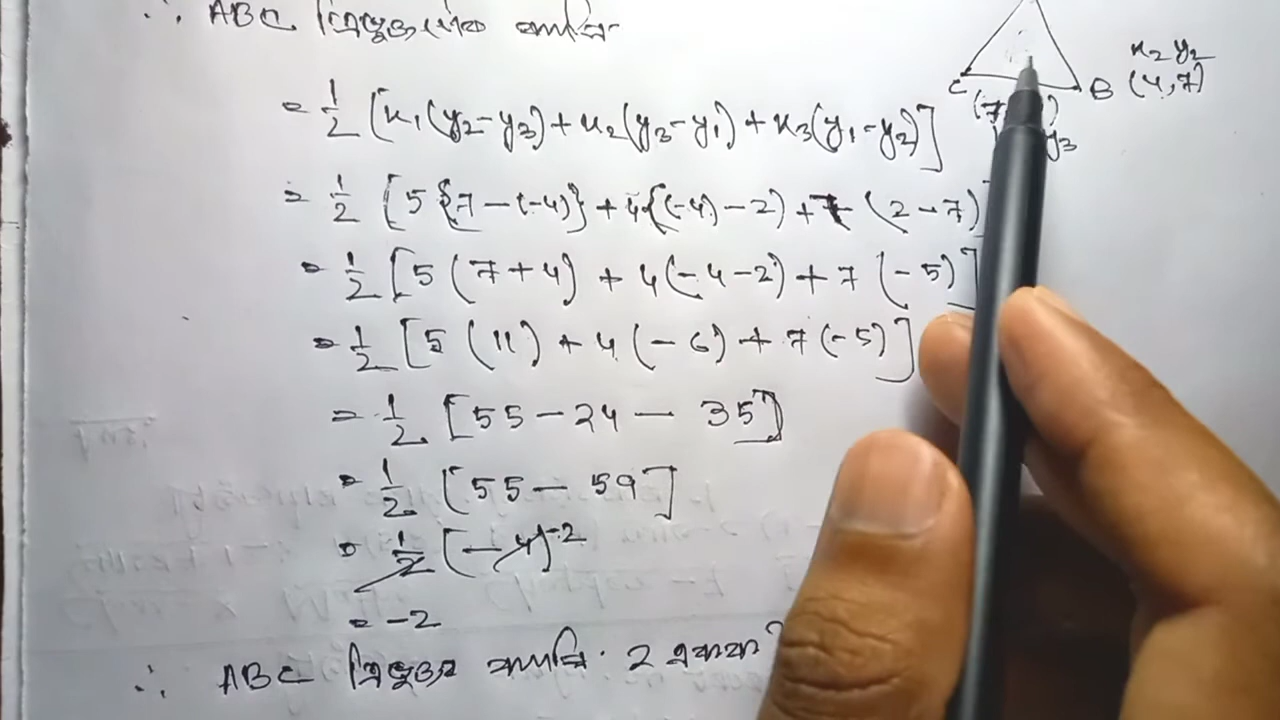 ∴ ABC ত্রিভুজের কালি
C
B
x₂ y₂
(4,7)
(7
y₃
= 1/2 [x₁(y₂-y₃)+x₂(y₃-y₁)+x₃(y₁-y₂)]
= 1/2 [5{7-(-4)}+4{(-4)-2)+7(2-7)]
= 1/2 [5(7+4)+4(-4-2)+7(-5)]
= 1/2 [5(11)+4(-6)+7(-5)]
= 1/2 [55-24-35]
= 1/2 [55-59]
= 1/2 (-4) -2
= -2
∴ ABC ত্রিভুজের কালি 2 একক²